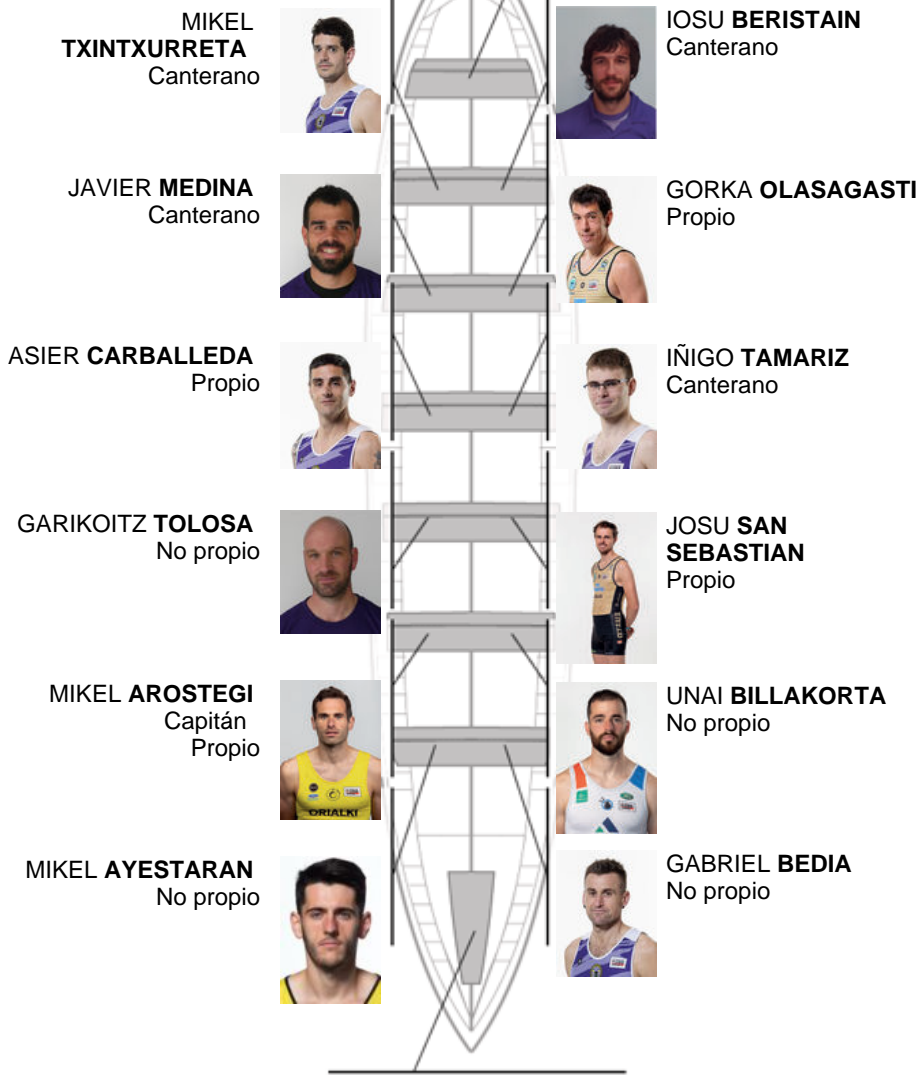 MIKEL
TXINTXURRETA
Canterano
IOSU BERISTAIN
Canterano
JAVIER MEDINA
Canterano
GORKA OLASAGASTI
Propio
ASIER CARBALLEDA
Propio
IÑIGO TAMARIZ
Canterano
GARIKOITZ TOLOSA
No propio
JOSU SAN
SEBASTIAN
Propio
MIKEL AROSTEGI
Capitán
Propio
ORIALKI
UNAI BILLAKORTA
No propio
MIKEL AYESTARAN
No propio
GABRIEL BEDIA
No propio